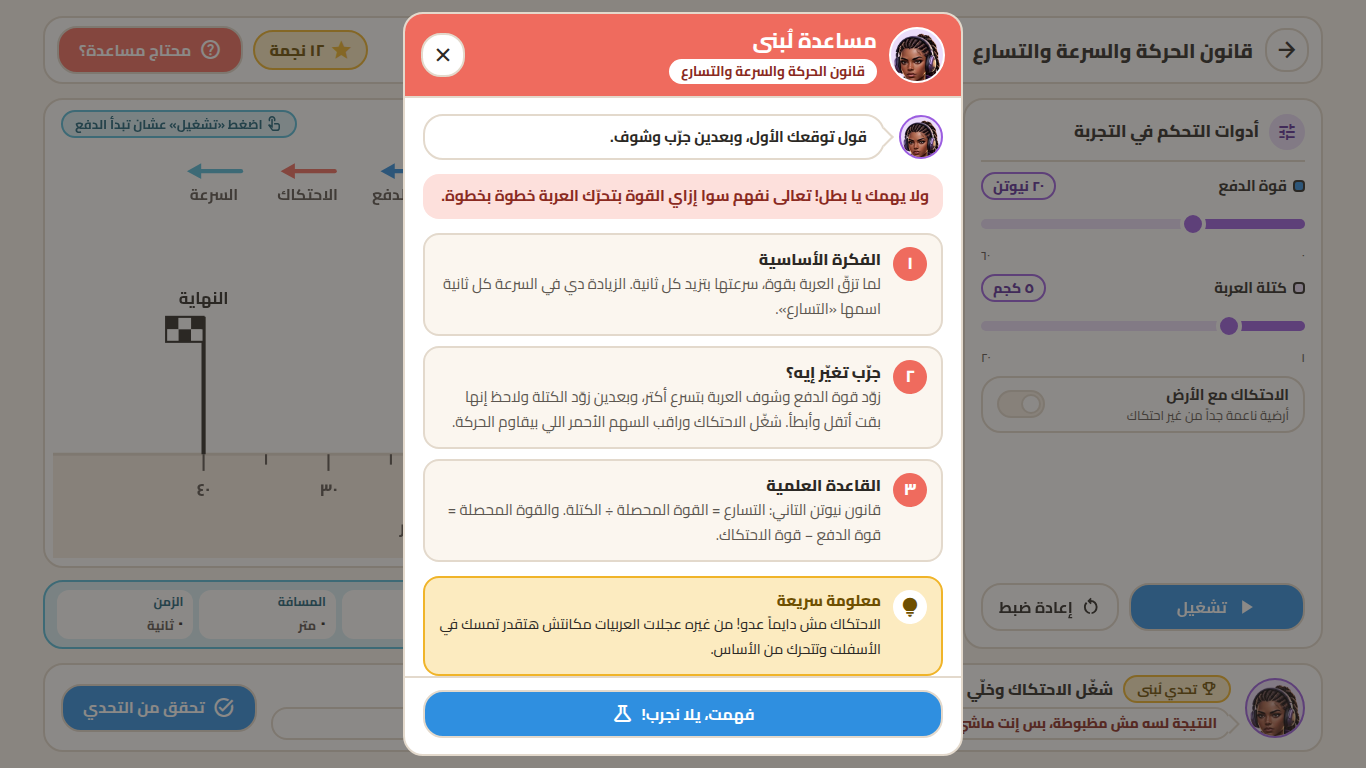 قانون الحركة والسرعة والتسارع
١٢ نجمة
محتاج مساعدة؟
مساعدة لُبنى
قانون الحركة والسرعة والتسارع
قول توقعك الأول، وبعدين جرّب وشوف.
ولا يهمك يا بطل! تعالى نفهم سوا إزاي القوة بتحرّك العربة خطوة بخطوة.
١
الفكرة الأساسية
لما تزقّ العربة بقوة، سرعتها بتزيد كل ثانية. الزيادة دي في السرعة كل ثانية
اسمها «التسارع».
٢
جرّب تغيّر إيه؟
زوّد قوة الدفع وشوف العربة بتسرع أكتر، وبعدين زوّد الكتلة ولاحظ إنها
بقت أتقل وأبطأ. شغّل الاحتكاك وراقب السهم الأحمر اللي بيقاوم الحركة.
٣
القاعدة العلمية
قانون نيوتن التاني: التسارع = القوة المحصلة ÷ الكتلة. والقوة المحصلة =
قوة الدفع − قوة الاحتكاك.
معلومة سريعة
الاحتكاك مش دايماً عدو! من غيره عجلات العربيات مكانتش هتقدر تمسك في
الأسفلت وتتحرك من الأساس.
فهمت، يلا نجرب!
أدوات التحكم في التجربة
قوة الدفع
٢٠ نيوتن
٠
٦٠
كتلة العربة
٥ كجم
١
٢٠
الاحتكاك مع الأرض
أرضية ناعمة جداً من غير احتكاك
تشغيل
إعادة ضبط
اضغط «تشغيل» عشان تبدأ الدفع
الاحتكاك
السرعة
النهاية
٣٠
٤٠
المسافة
٠ متر
الزمن
٠ ثانية
تحدي لُبنى
شغّل الاحتكاك وخلّي
النتيجة لسه مش مظبوطة، بس إنت
تحقق من التحدي